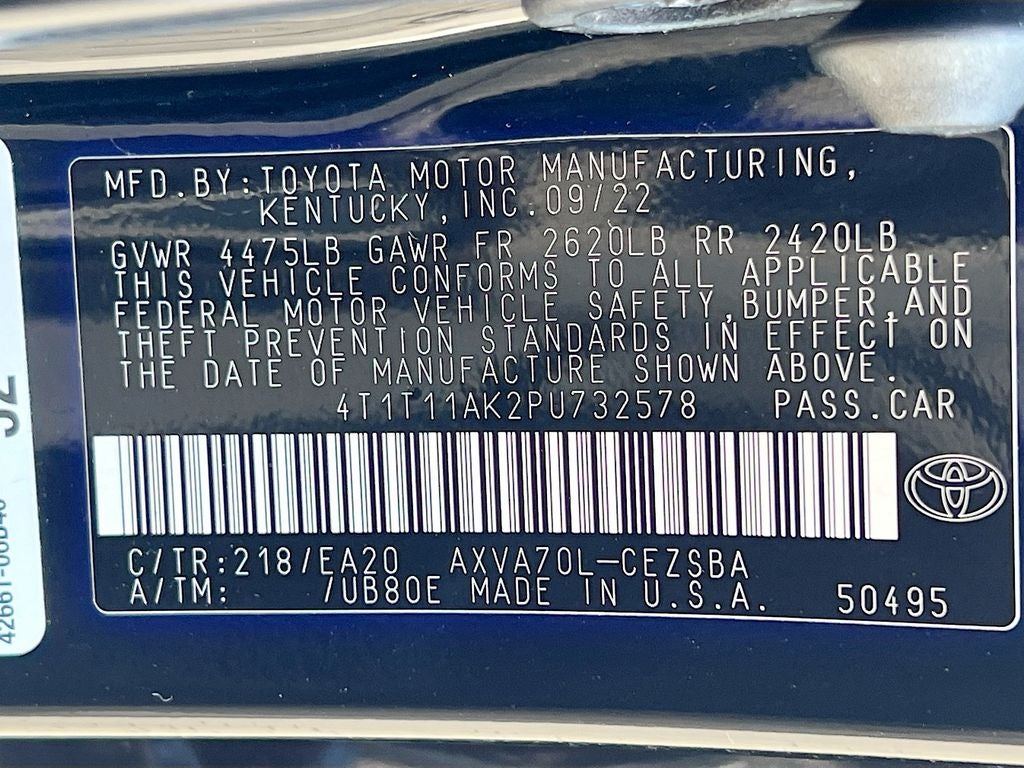 MFD.BY:TOYOTA MOTOR MANUFACTURING,
KENTUCKY,INC.09/22
GVWR 4475LB GAWR FR 2620LB RR 2420LB
THIS VEHICLE CONFORMS TO ALL APPLICABLE
FEDERAL MOTOR VEHICLE SAFETY,BUMPER,AND
THEFT PREVENTION STANDARDS IN EFFECT ON
THE DATE OF MANUFACTURE SHOWN ABOVE.
4T1T11AK2PU732578 PASS.CAR
C/TR:218/EA20 AXVA70L-CEZSBA
A/TM: /UB80E MADE IN U.S.A. 50495